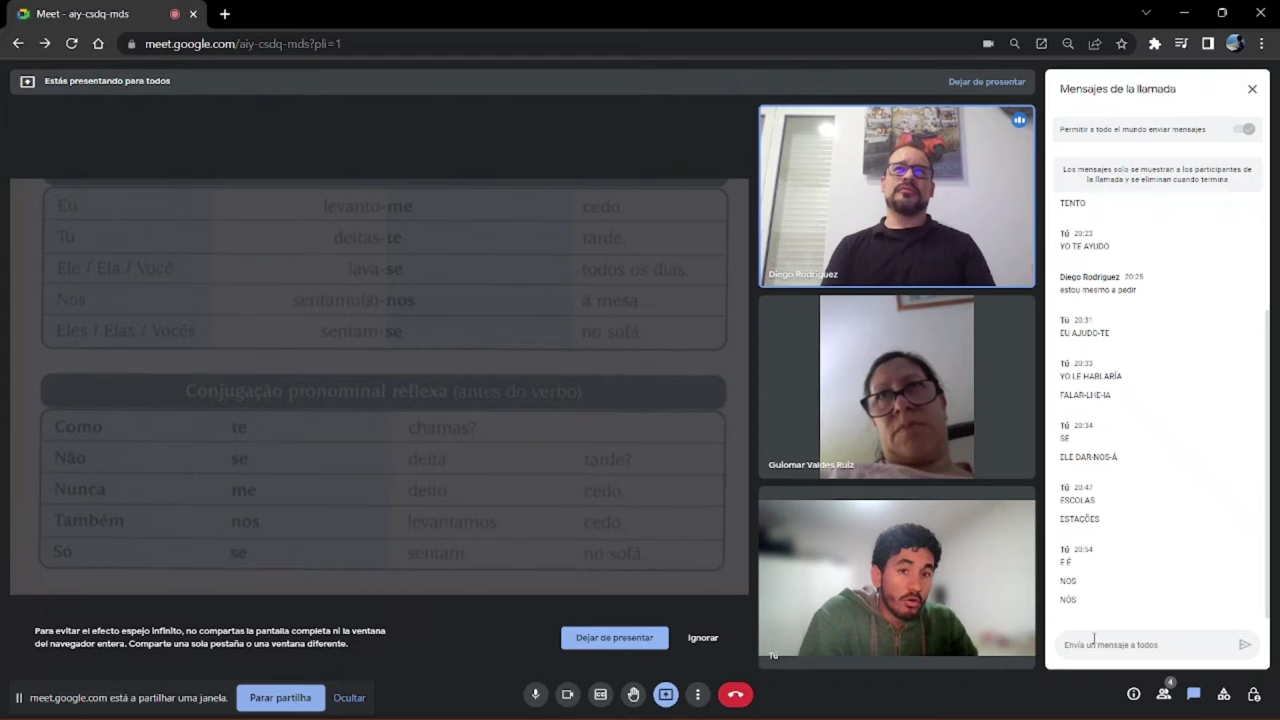 Meet - aiy-csdq-mds
meet.google.com/aiy-csdq-mds?pli=1
Estás presentando para todos
Dejar de presentar
Eu levanto-me cedo.
Tu deitas-te tarde.
Ele / Ela / Você lava-se todos os dias.
Nós sentamo-nos à mesa
Eles / Elas / Vocês sentam-se no sofá
Conjugação pronominal reflexa (antes do verbo)
Como te chamas?
Não se deita tarde?
Nunca me deito cedo.
Também nos levantamos cedo
Só se sentam no sofá.
Para evitar el efecto espejo infinito, no compartas la pantalla completa ni la ventana
del navegador entera. Comparte una sola pestaña o una ventana diferente.
Dejar de presentar
Ignorar
Diego Rodriguez
Guiomar Valdes Ruiz
Tú
Mensajes de la llamada
Permitir a todo el mundo enviar mensajes
Los mensajes solo se muestran a los participantes de
la llamada y se eliminan cuando termina
TENTO
Tú 20:23
YO TE AYUDO
Diego Rodriguez 20:25
estou mesmo a pedir
Tú 20:31
EU AJUDO-TE
Tú 20:33
YO LE HABLARÍA
FALAR-LHE-IA
Tú 20:34
SE
ELE DAR-NOS-Á
Tú 20:47
ESCOLAS
ESTAÇÕES
Tú 20:54
E É
NOS
NÓS
Envía un mensaje a todos
meet.google.com está a partilhar uma janela.
Parar partilha
Ocultar
4